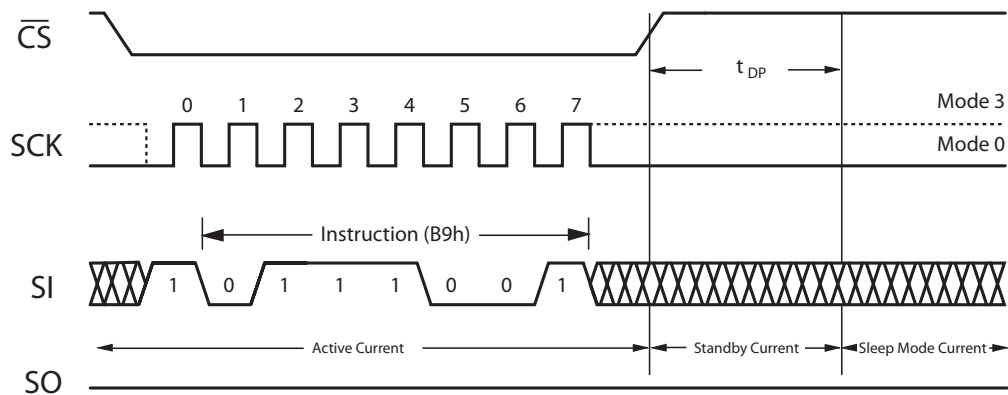 CS
t DP
0 1 2 3 4 5 6 7
Mode 3
SCK
Mode 0
Instruction (B9h)
SI
1 0 1 1 1 0 0 1
Active Current
Standby Current
Sleep Mode Current
SO